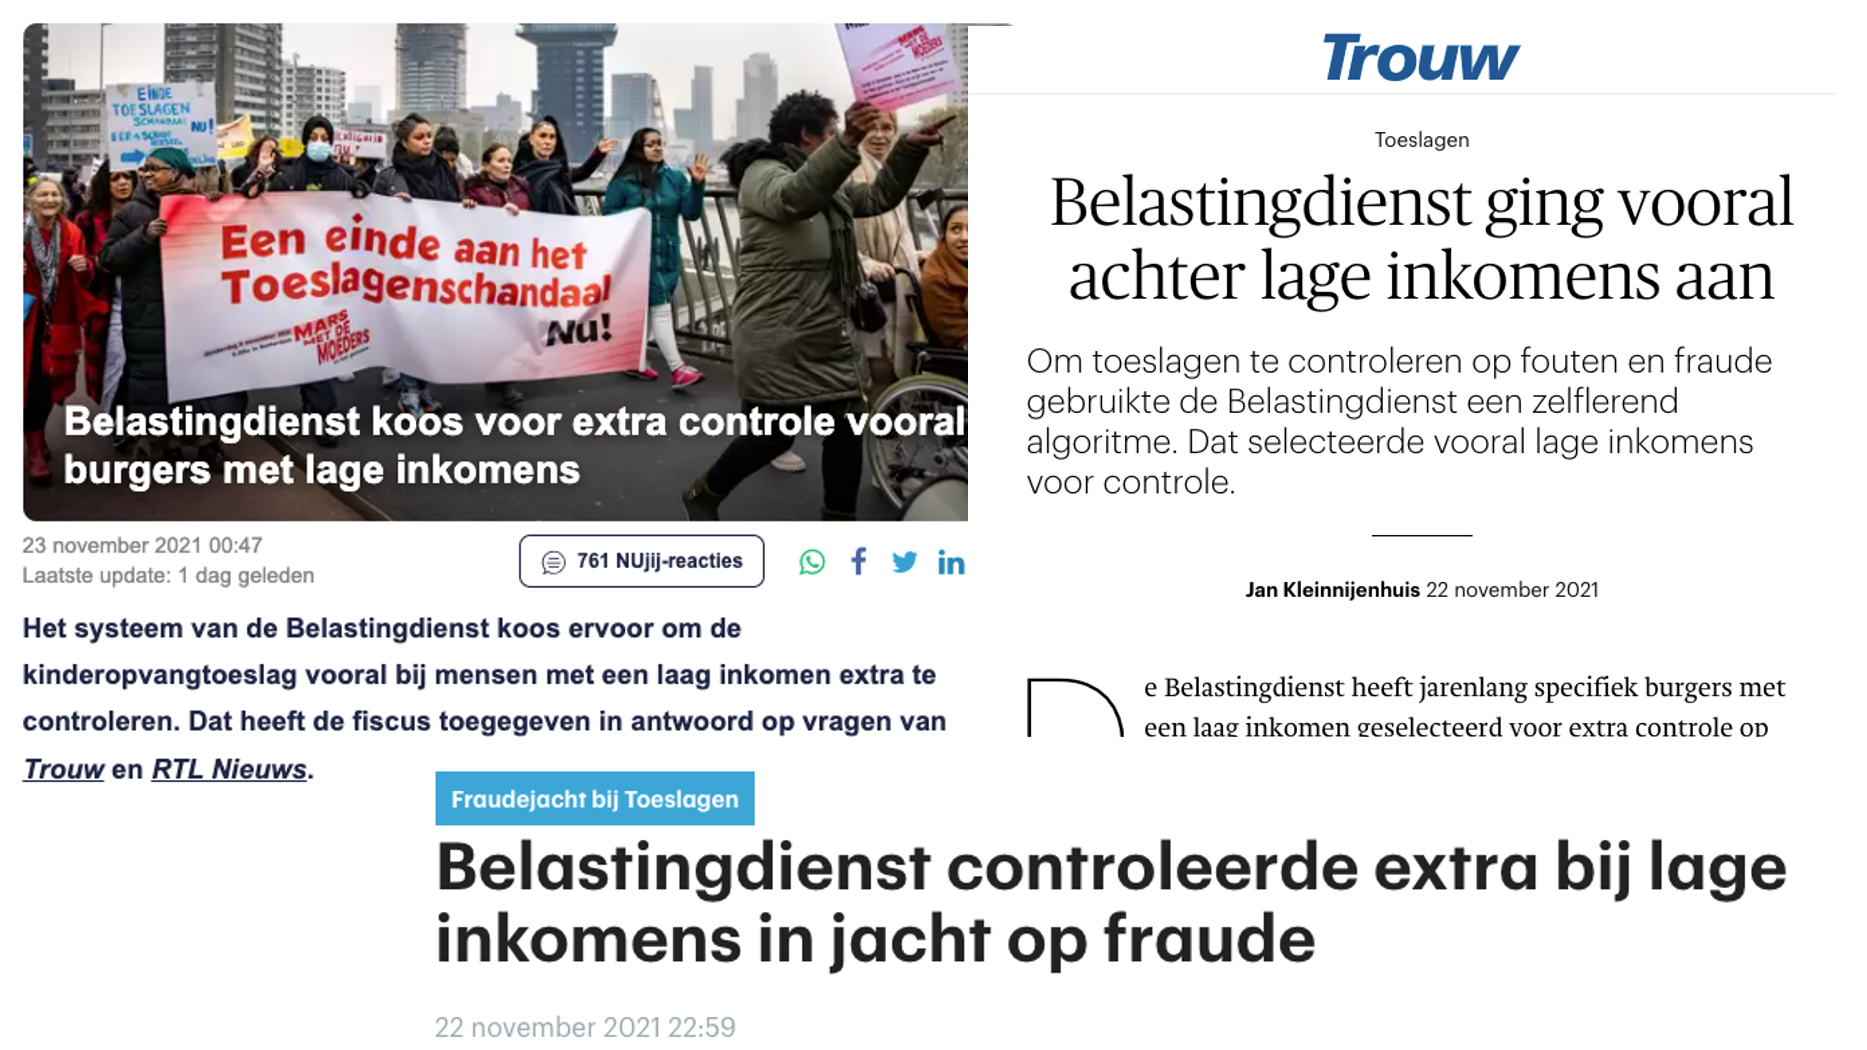 EINDE
TOESLAGEN
SCHANDAAL
NU!
Een einde aan het
Toeslagenschandaal
Nu!
MARS
MET DE
MOEDERS
Belastingdienst koos voor extra controle vooral
burgers met lage inkomens
23 november 2021 00:47
Laatste update: 1 dag geleden
761 NUjij-reacties
Het systeem van de Belastingdienst koos ervoor om de
kinderopvangtoeslag vooral bij mensen met een laag inkomen extra te
controleren. Dat heeft de fiscus toegegeven in antwoord op vragen van
Trouw en RTL Nieuws.
Trouw
Toeslagen
Belastingdienst ging vooral
achter lage inkomens aan
Om toeslagen te controleren op fouten en fraude
gebruikte de Belastingdienst een zelflerend
algoritme. Dat selecteerde vooral lage inkomens
voor controle.
Jan Kleinnijenhuis 22 november 2021
De Belastingdienst heeft jarenlang specifiek burgers met
een laag inkomen geselecteerd voor extra controle op
Fraudejacht bij Toeslagen
Belastingdienst controleerde extra bij lage
inkomens in jacht op fraude
22 november 2021 22:59